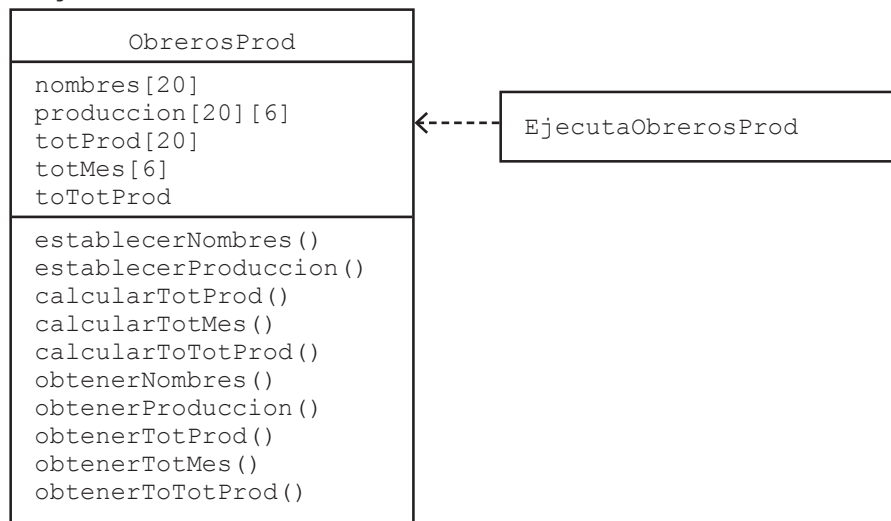 ObrerosProd
nombres[20]
produccion[20][6]
totProd[20]
totMes[6]
toTotProd
establecerNombres()
establecerProduccion()
calcularTotProd()
calcularTotMes()
calcularToTotProd()
obtenerNombres()
obtenerProduccion()
obtenerTotProd()
obtenerTotMes()
obtenerToTotProd()
EjecutaObrerosProd